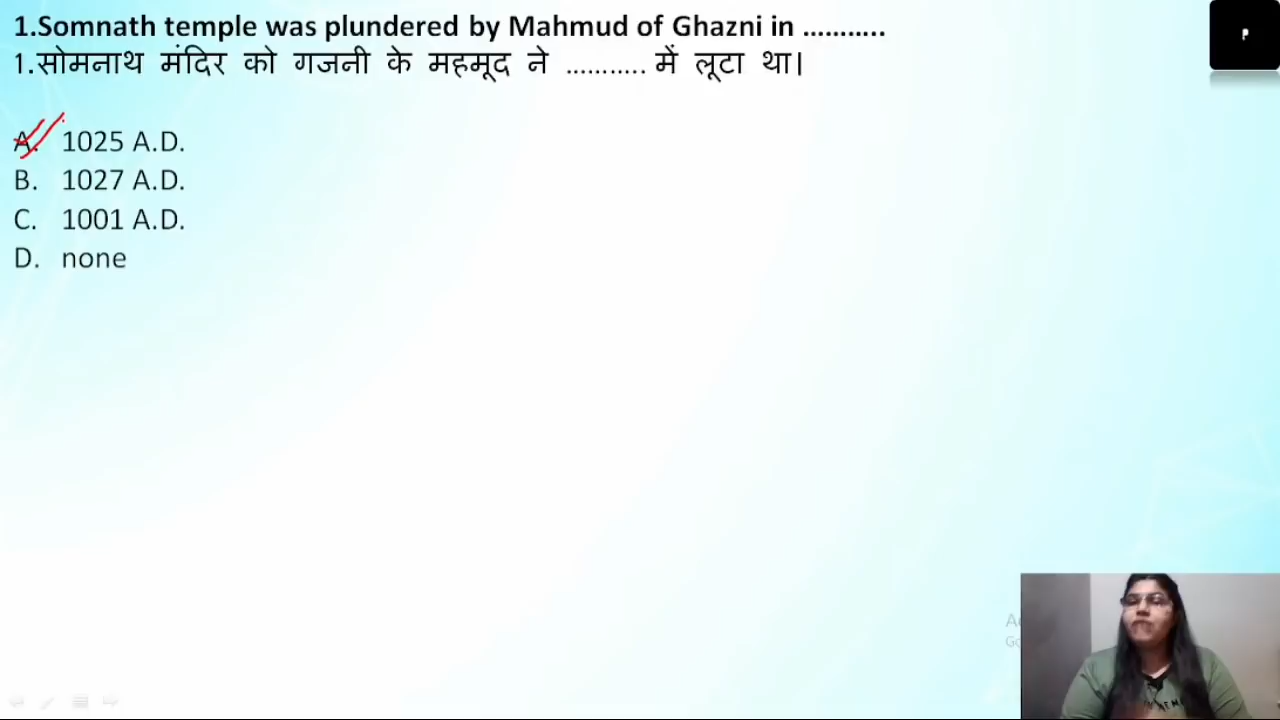 1.Somnath temple was plundered by Mahmud of Ghazni in ...........
1.सोमनाथ मंदिर को गजनी के महमूद ने ........... में लूटा था।
A. 1025 A.D.
B. 1027 A.D.
C. 1001 A.D.
D. none